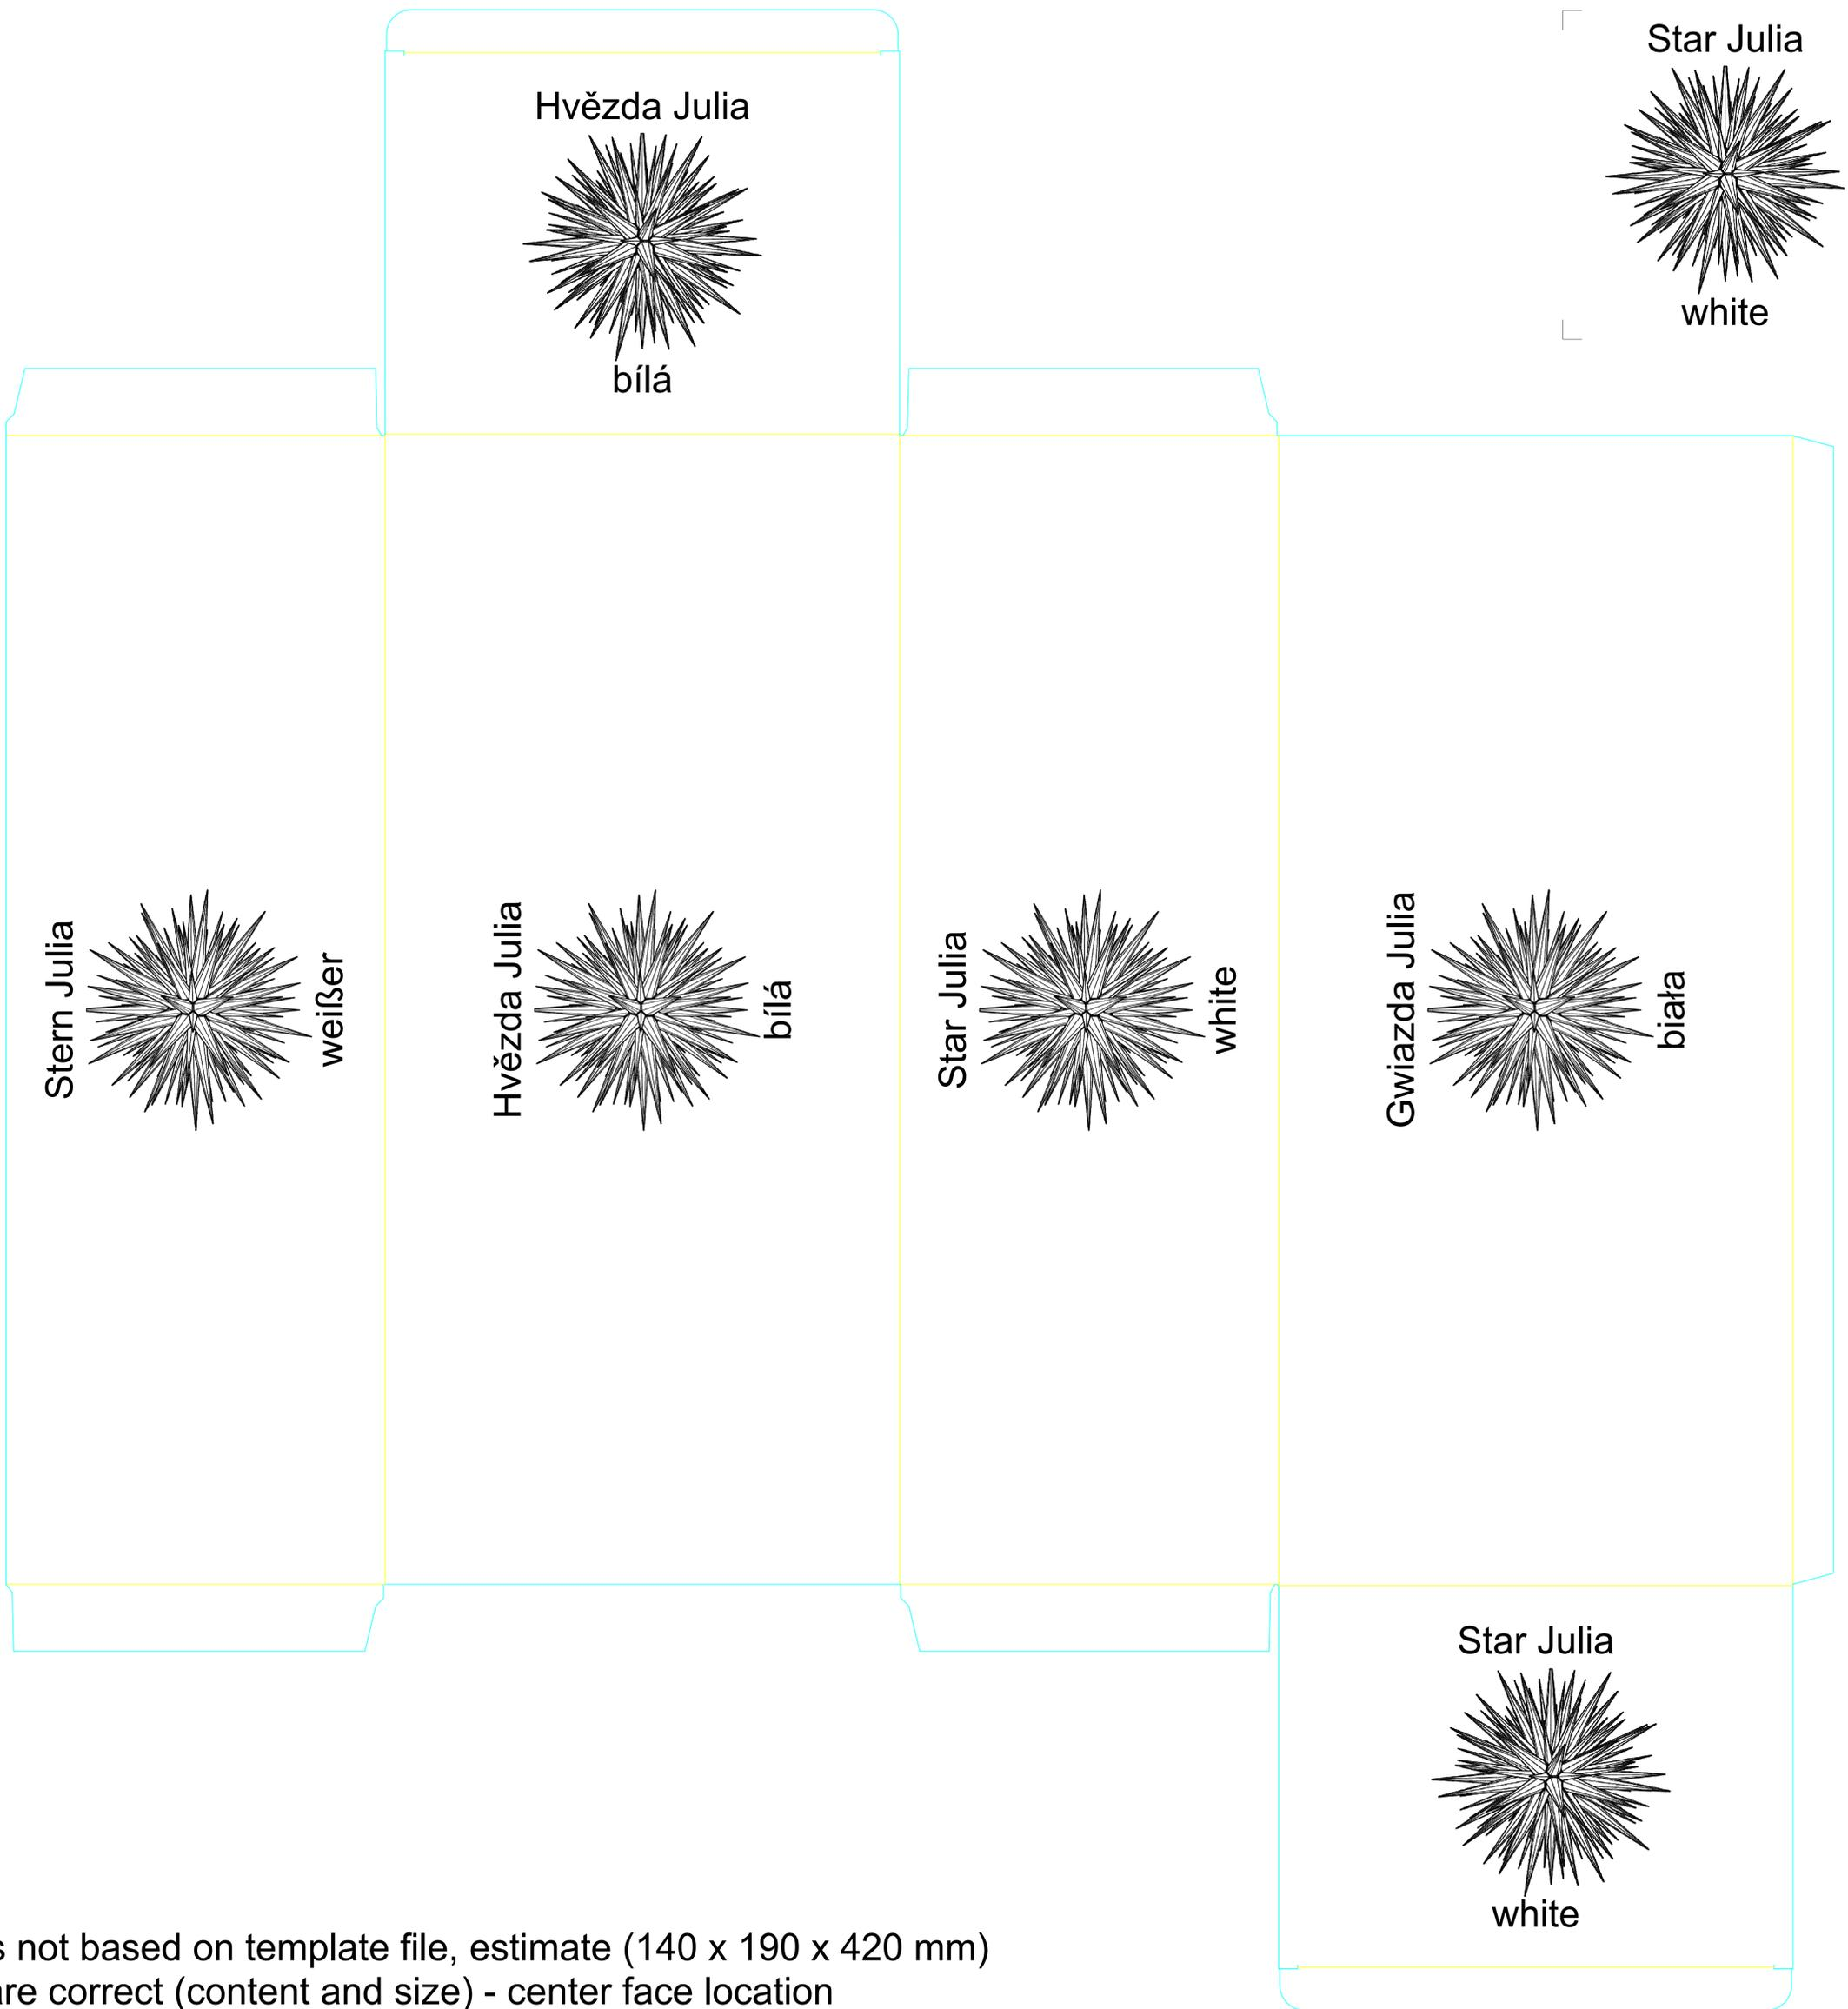 Star Julia
white
Hvězda Julia
bílá
Stern Julia
weißer
Hvězda Julia
bílá
Star Julia
white
Gwiazda Julia
biała
Star Julia
white
not based on template file, estimate (140 x 190 x 420 mm)
correct (content and size) - center face location